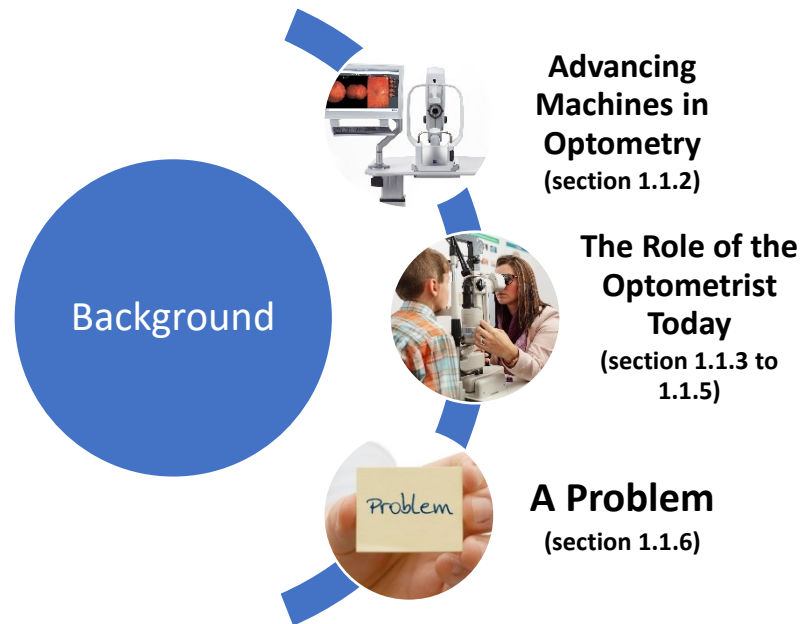 Background
Advancing
Machines in
Optometry
(section 1.1.2)
The Role of the
Optometrist
Today
(section 1.1.3 to
1.1.5)
Problem
A Problem
(section 1.1.6)